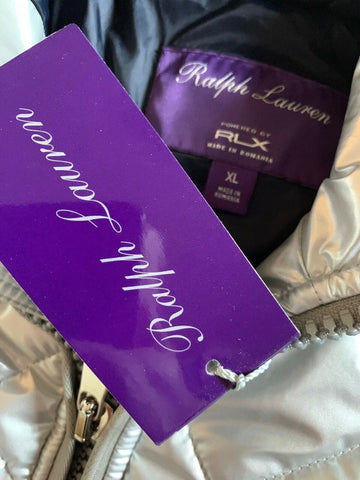 Ralph Lauren
POWERED BY
RLX
MADE IN ROMANIA
XL
MADE IN
ROMANIA
Ralph Lauren